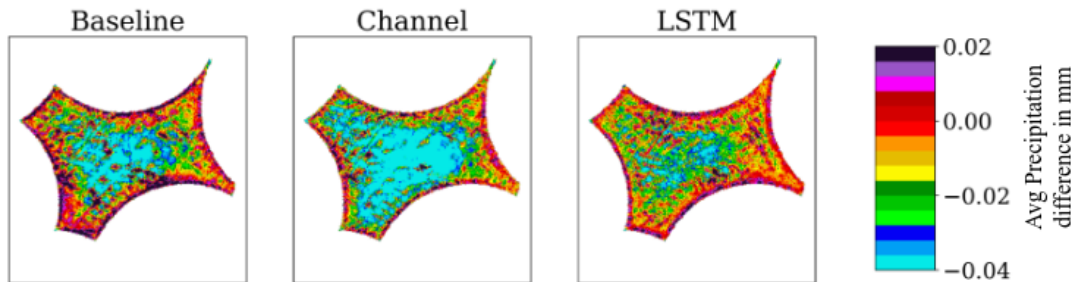 Baseline
Channel
LSTM
0.02
0.00
−0.02
−0.04
Avg Precipitation
difference in mm